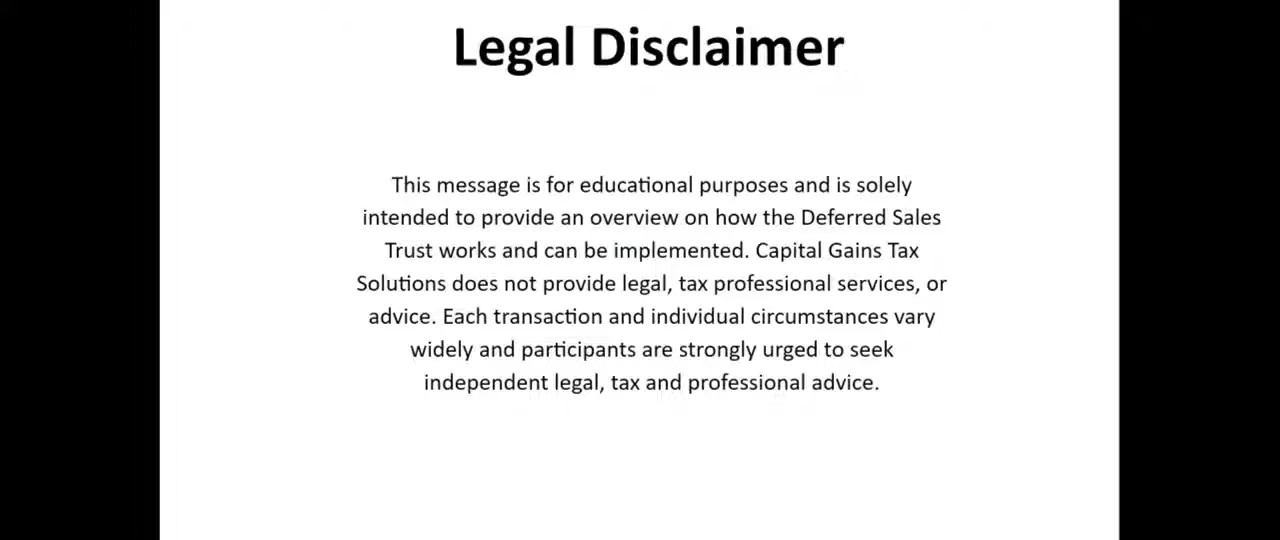 Legal Disclaimer
This message is for educational purposes and is solely
intended to provide an overview on how the Deferred Sales
Trust works and can be implemented. Capital Gains Tax
Solutions does not provide legal, tax professional services, or
advice. Each transaction and individual circumstances vary
widely and participants are strongly urged to seek
independent legal, tax and professional advice.